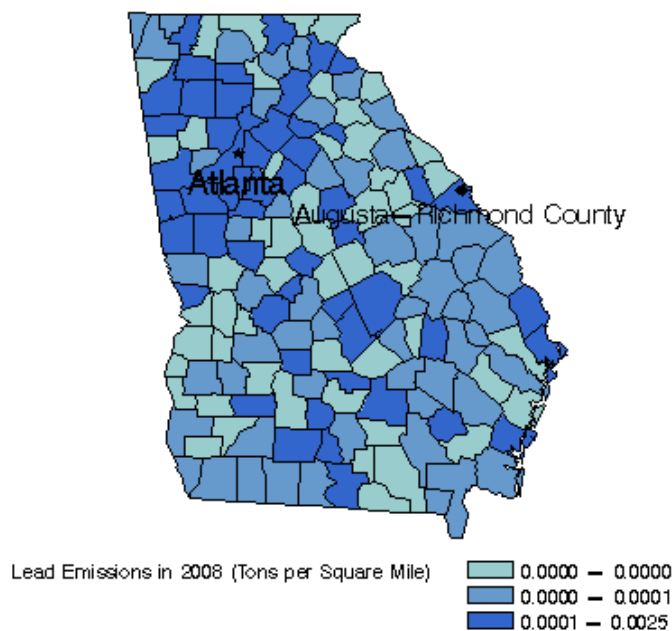 Atlanta
Augusta-Richmond County
Lead Emissions in 2008 (Tons per Square Mile)
0.0000 - 0.0000
0.0000 - 0.0001
0.0001 - 0.0025